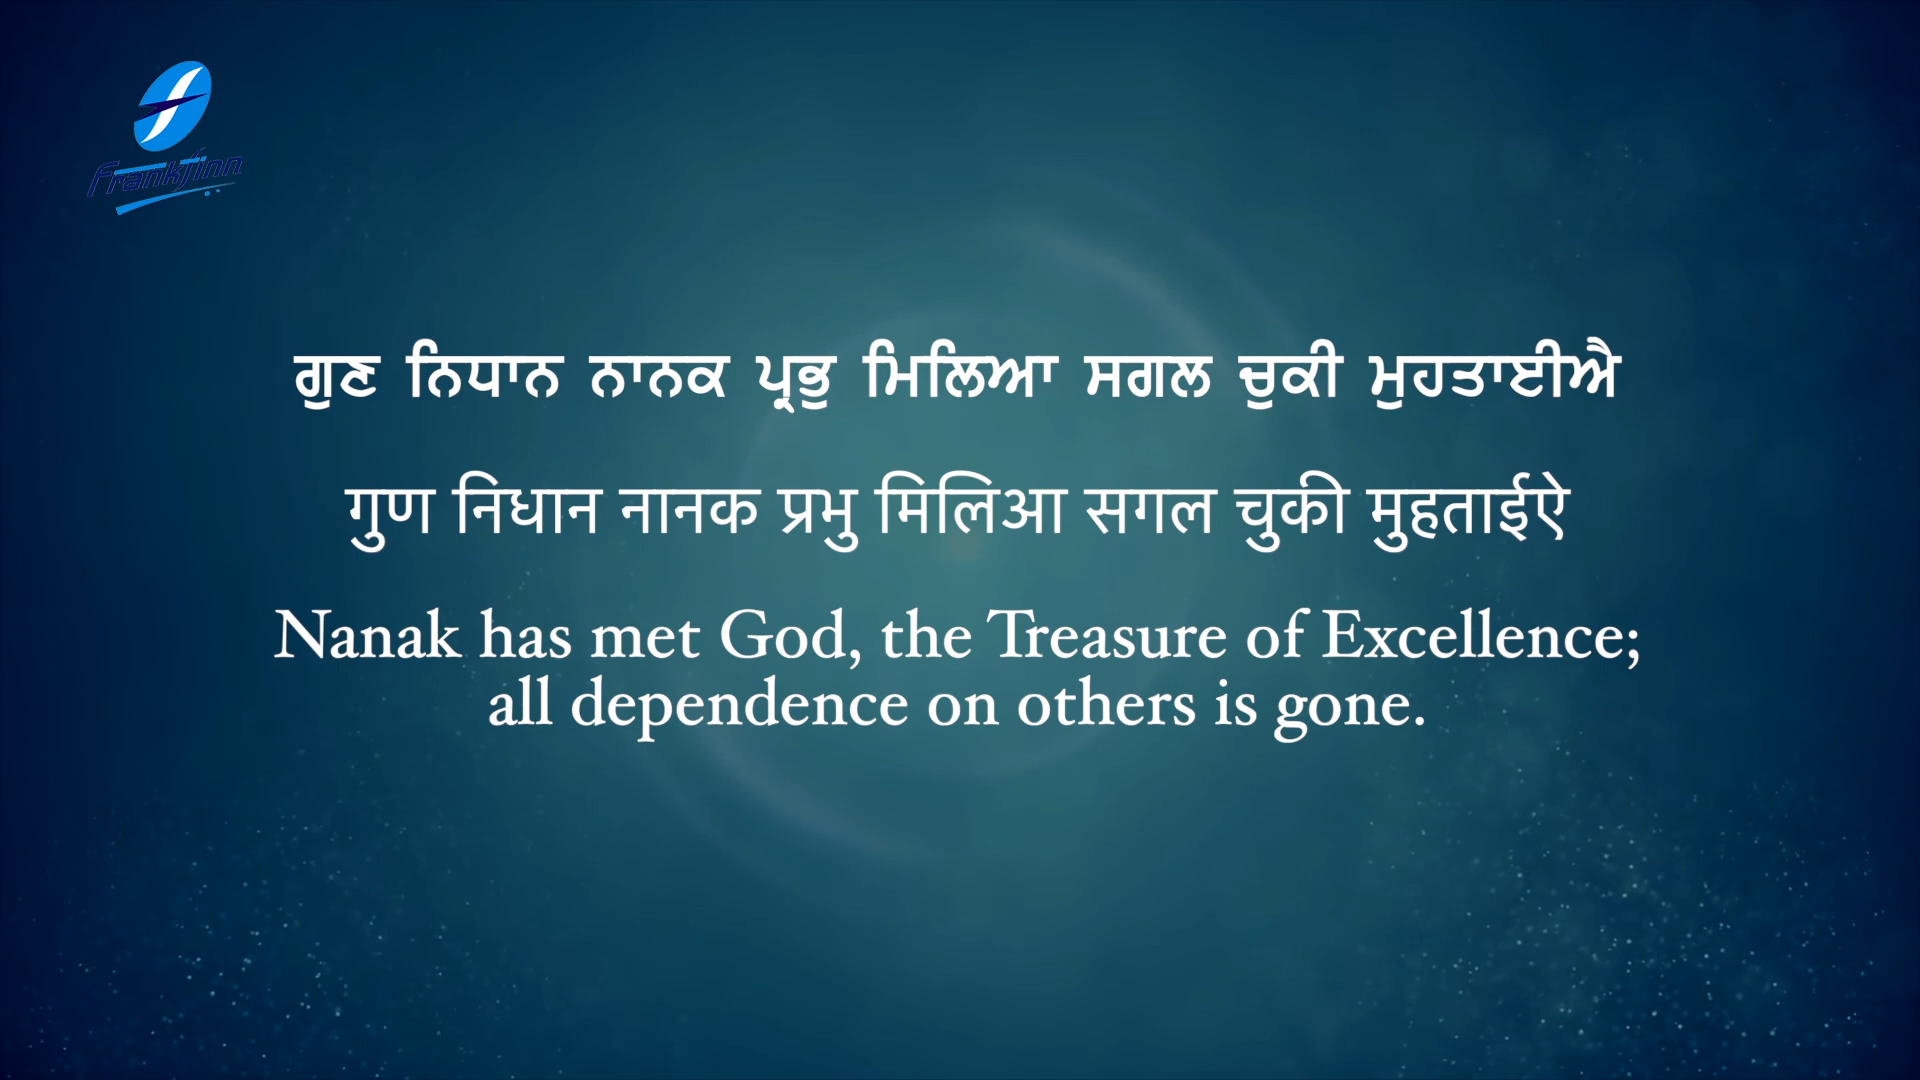 Frankfinn
ਗੁਣ ਨਿਧਾਨ ਨਾਨਕ ਪ੍ਰਭੁ ਮਿਲਿਆ ਸਗਲ ਚੁਕੀ ਮੁਹਤਾਈਐ
गुण निधान नानक प्रभु मिलिआ सगल चुकी मुहताईऐ
Nanak has met God, the Treasure of Excellence;
all dependence on others is gone.